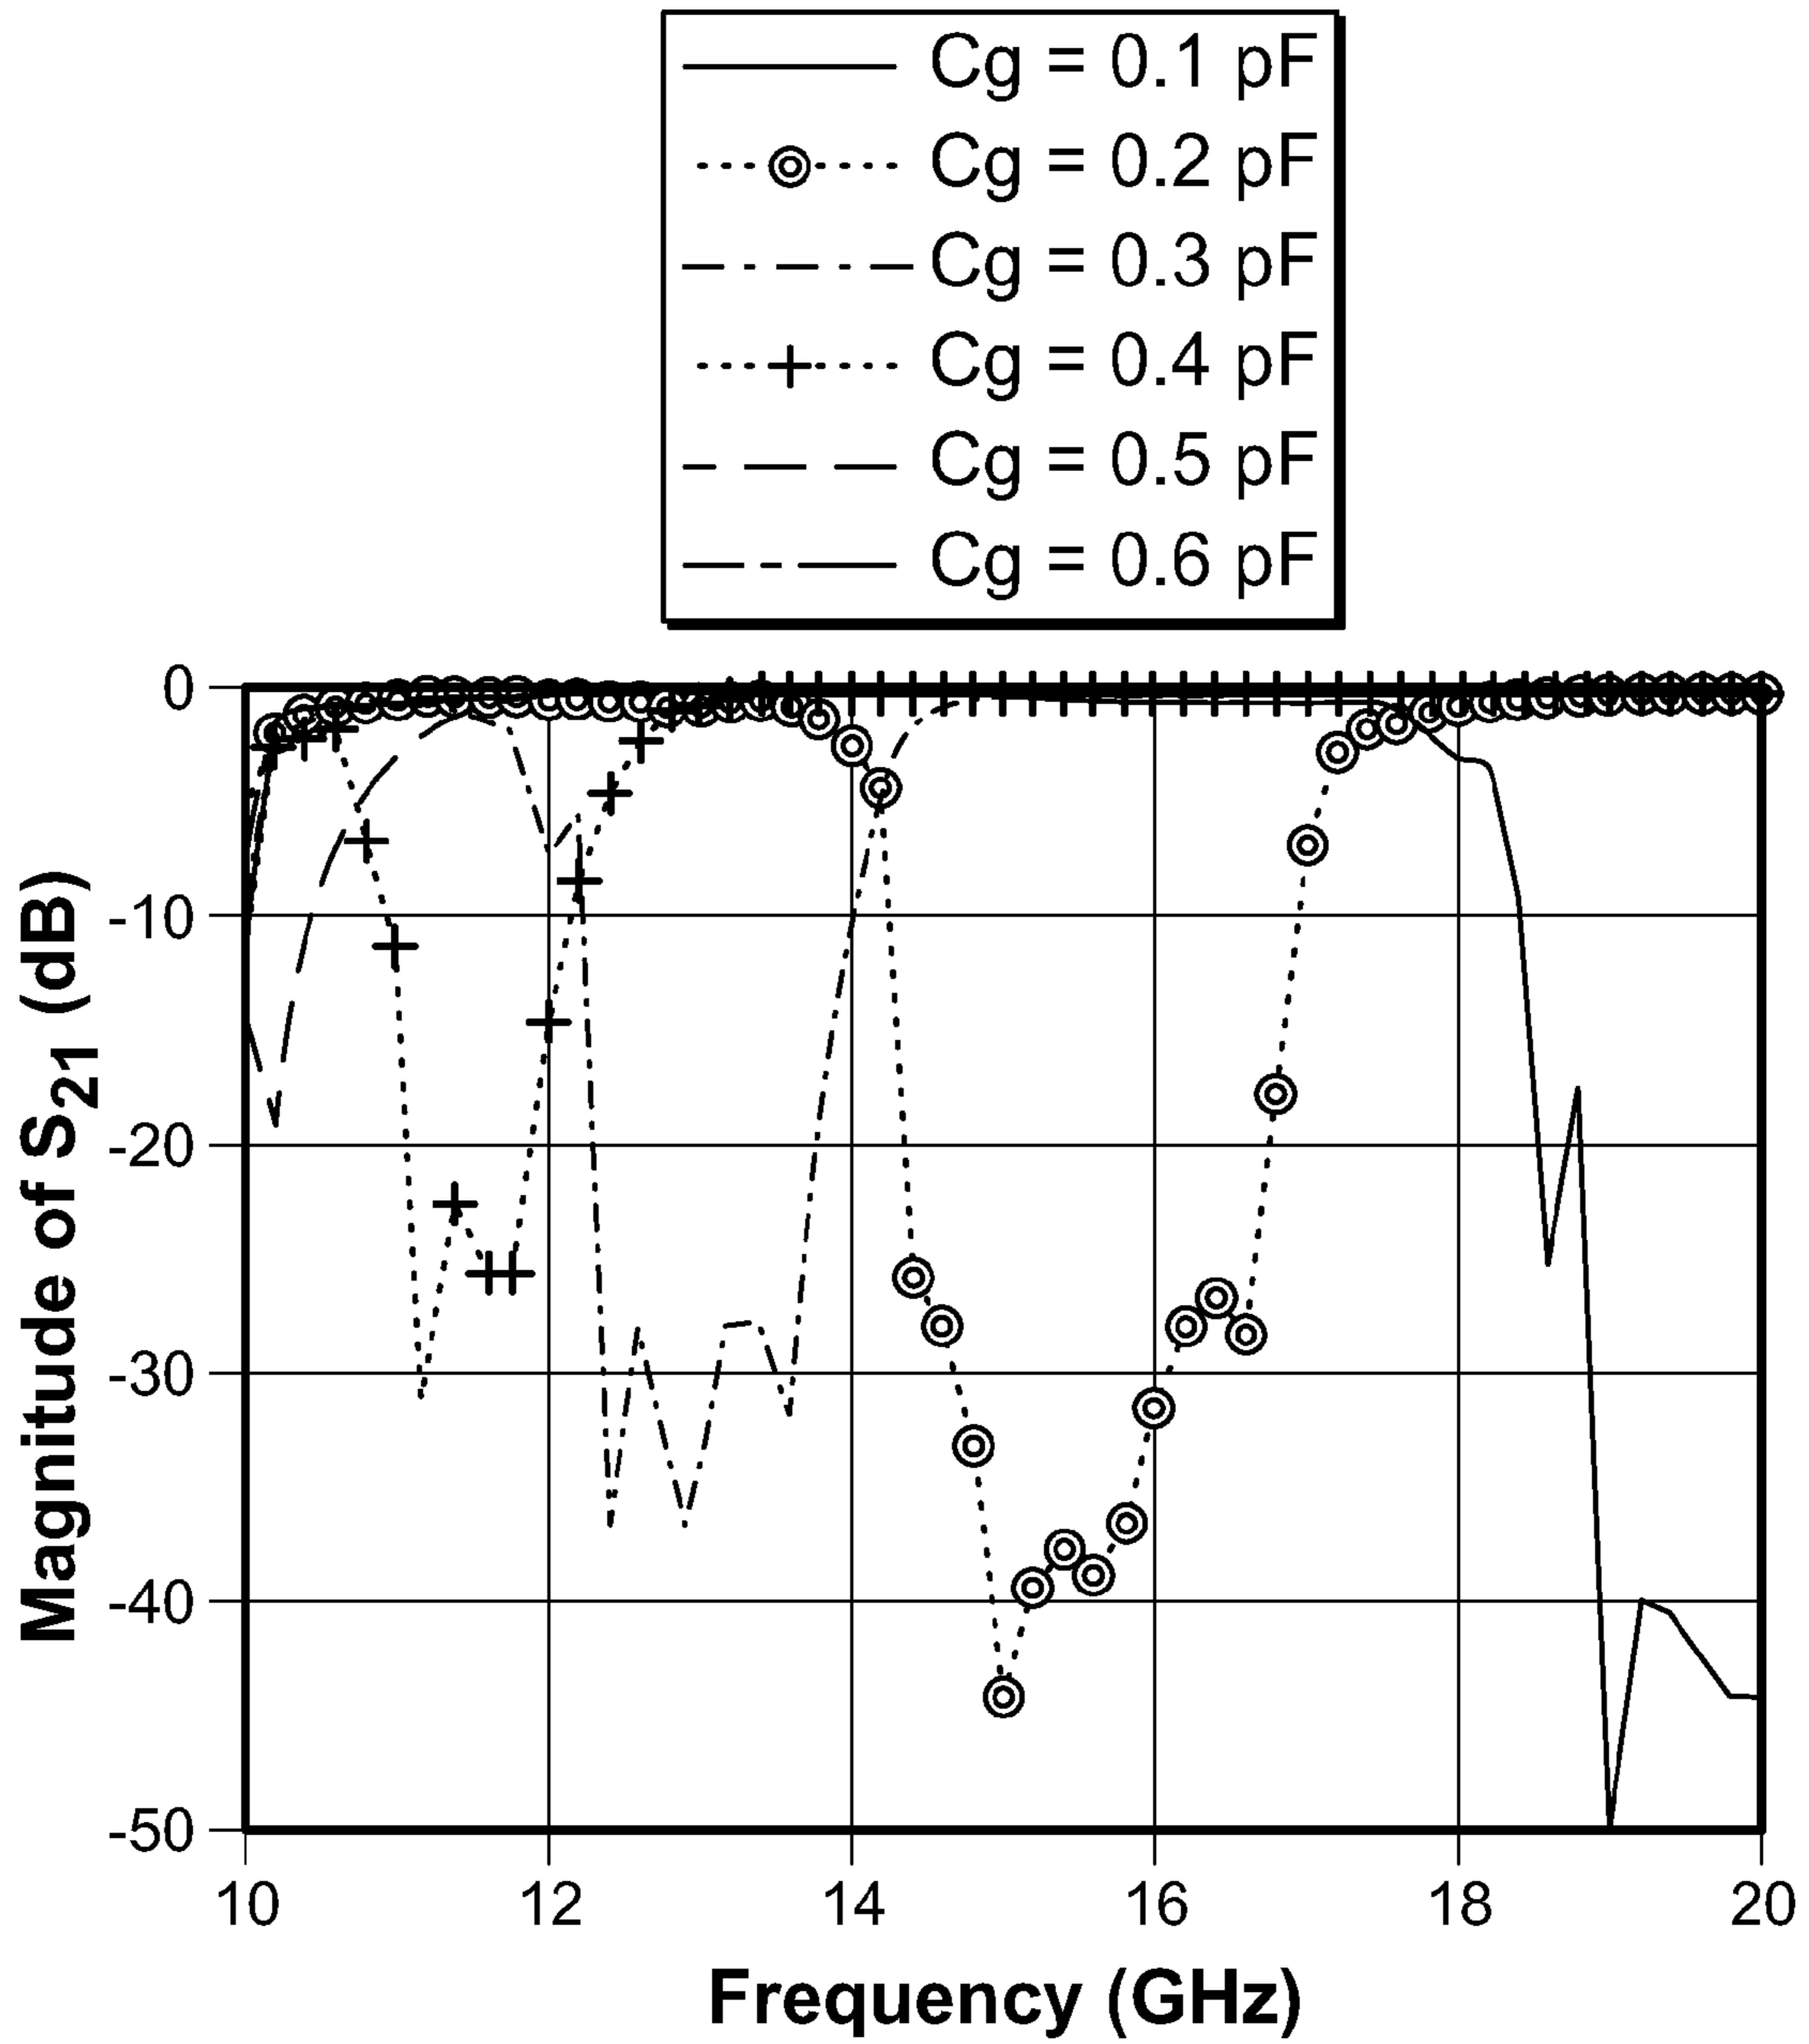 Cg = 0.1 pF
Cg = 0.2 pF
Cg = 0.3 pF
Cg = 0.4 pF
Cg = 0.5 pF
Cg = 0.6 pF
Magnitude of S21 (dB)
0
-10
-20
-30
-40
-50
10 12 14 16 18 20
Frequency (GHz)